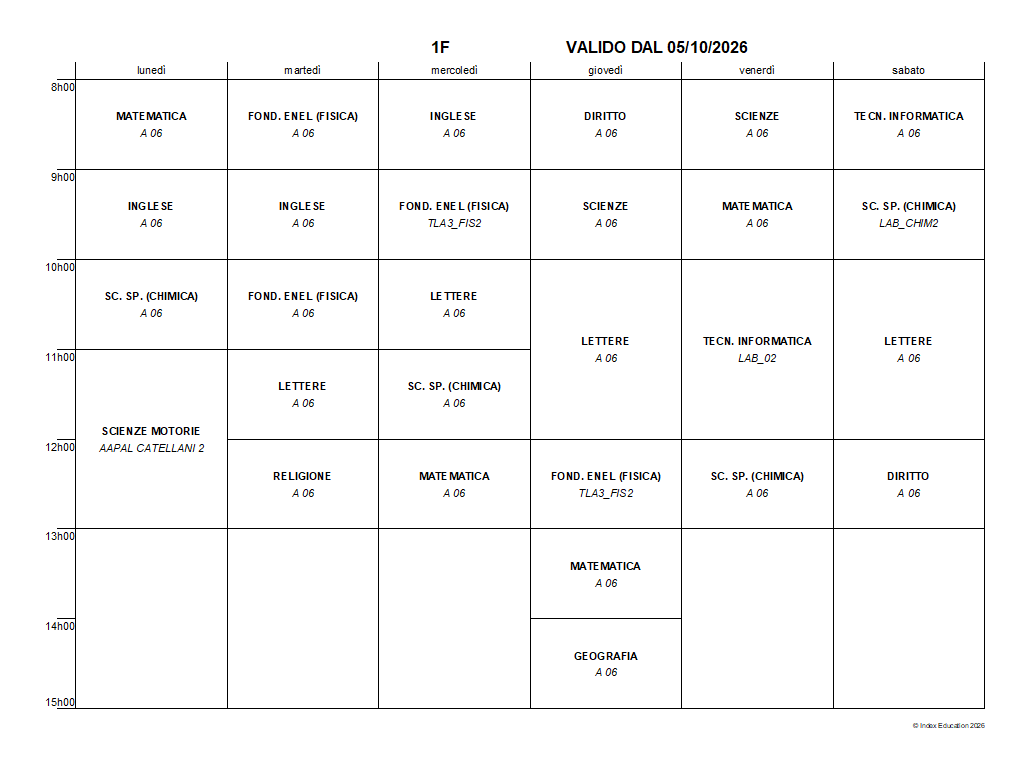 1F VALIDO DAL 05/10/2026
lunedì martedì mercoledì giovedì venerdì sabato
8h00
MATEMATICA FOND. ENEL (FISICA) INGLESE DIRITTO SCIENZE TECN. INFORMATICA
A 06 A 06 A 06 A 06 A 06 A 06
9h00
INGLESE INGLESE FOND. ENEL (FISICA) SCIENZE MATEMATICA SC. SP. (CHIMICA)
A 06 A 06 TLA3_FIS2 A 06 A 06 LAB_CHIM2
10h00
SC. SP. (CHIMICA) FOND. ENEL (FISICA) LETTERE
A 06 A 06 A 06
LETTERE TECN. INFORMATICA LETTERE
11h00
A 06 LAB_02 A 06
LETTERE SC. SP. (CHIMICA)
A 06 A 06
SCIENZE MOTORIE
12h00
AAPAL CATELLANI 2
RELIGIONE MATEMATICA FOND. ENEL (FISICA) SC. SP. (CHIMICA) DIRITTO
A 06 A 06 TLA3_FIS2 A 06 A 06
13h00
MATEMATICA
A 06
14h00
GEOGRAFIA
A 06
15h00
© Index Education 2026